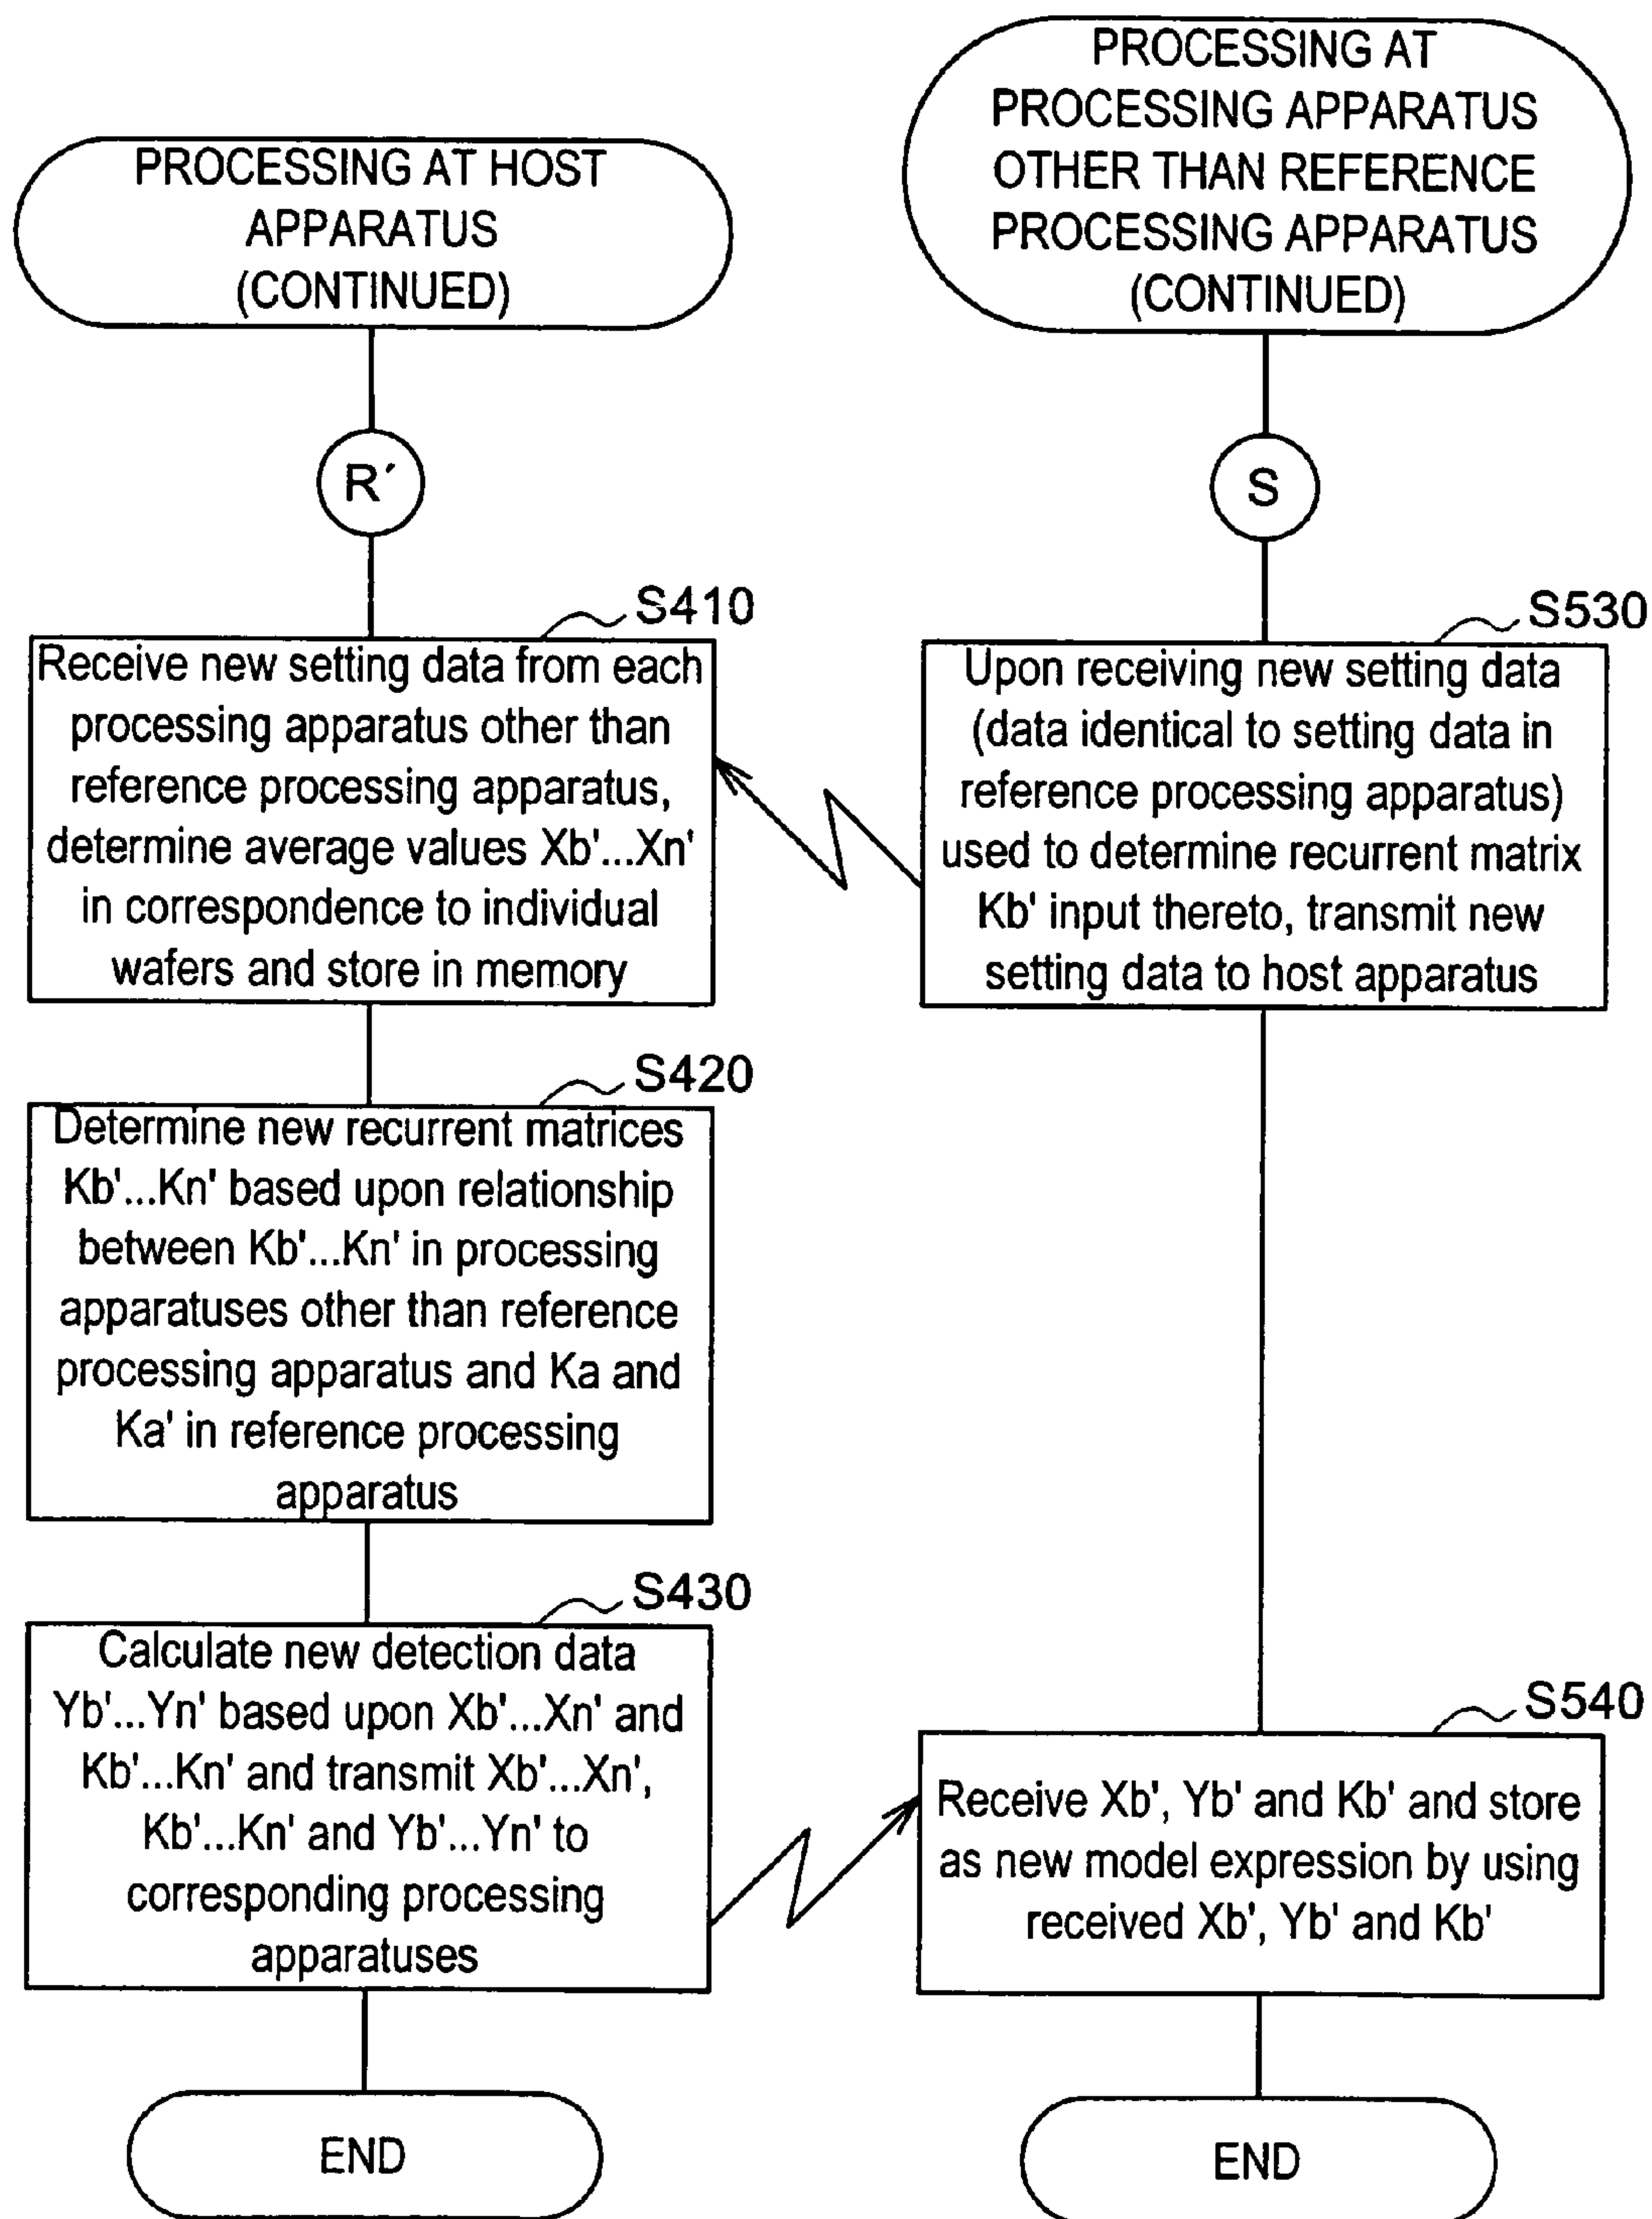 PROCESSING AT HOST
APPARATUS
(CONTINUED)
R´
S410
Receive new setting data from each
processing apparatus other than
reference processing apparatus,
determine average values Xb'...Xn'
in correspondence to individual
wafers and store in memory
S420
Determine new recurrent matrices
Kb'...Kn' based upon relationship
between Kb'...Kn' in processing
apparatuses other than reference
processing apparatus and Ka and
Ka' in reference processing
apparatus
S430
Calculate new detection data
Yb'...Yn' based upon Xb'...Xn' and
Kb'...Kn' and transmit Xb'...Xn',
Kb'...Kn' and Yb'...Yn' to
corresponding processing
apparatuses
END
PROCESSING AT
PROCESSING APPARATUS
OTHER THAN REFERENCE
PROCESSING APPARATUS
(CONTINUED)
S
S530
Upon receiving new setting data
(data identical to setting data in
reference processing apparatus)
used to determine recurrent matrix
Kb' input thereto, transmit new
setting data to host apparatus
S540
Receive Xb', Yb' and Kb' and store
as new model expression by using
received Xb', Yb' and Kb'
END